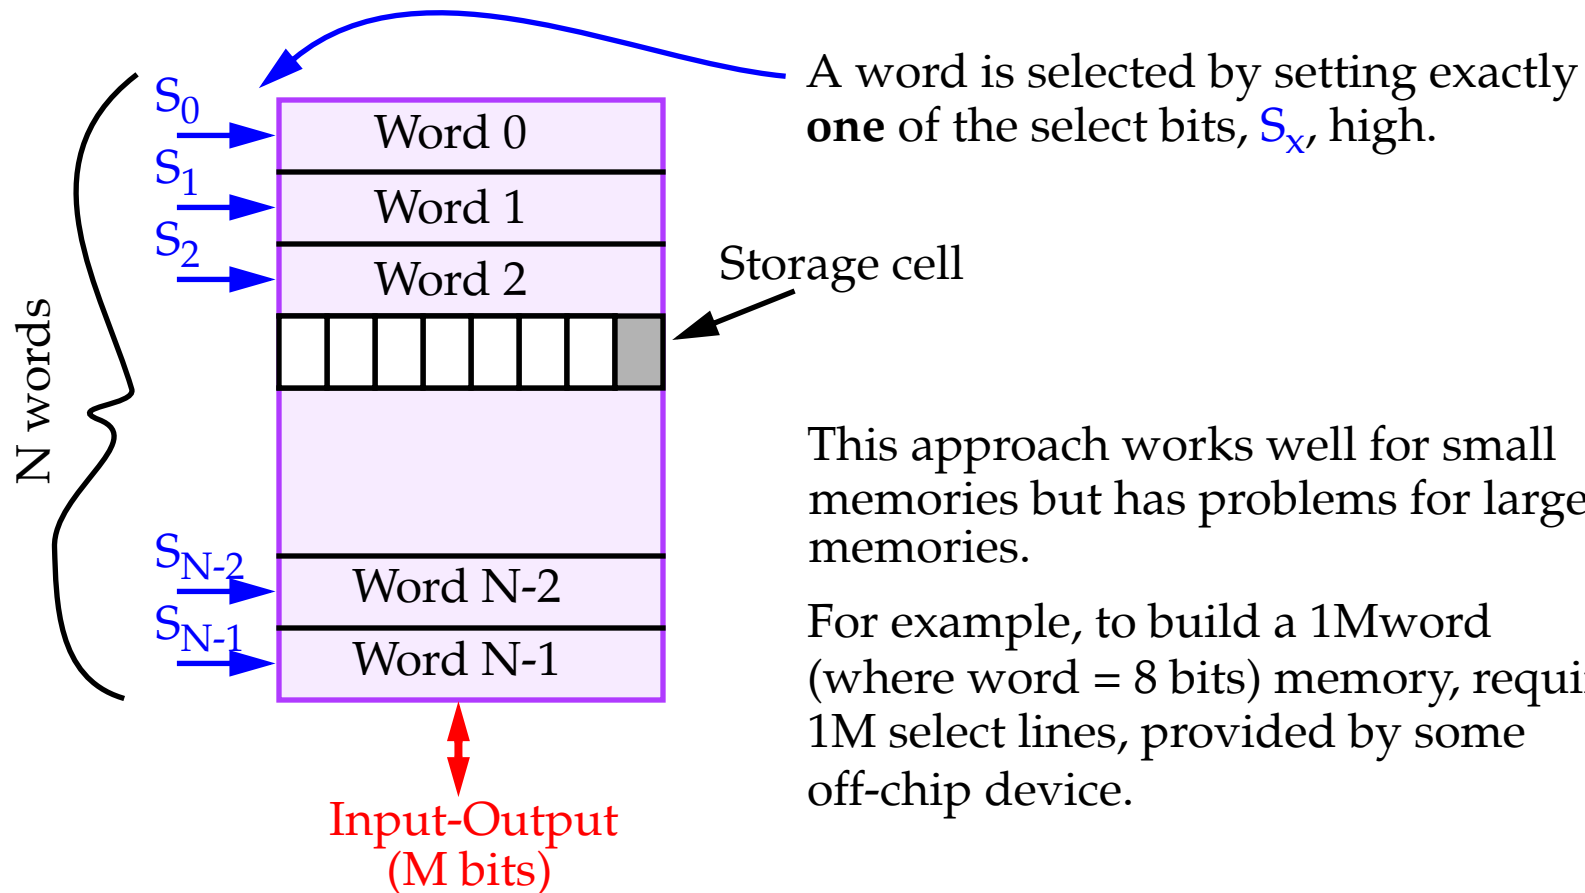 A word is selected by setting exactly
one of the select bits, Sx, high.
S0
Word 0
S1
Word 1
S2
Word 2
Storage cell
N words
This approach works well for small
memories but has problems for large
memories.
SN-2
Word N-2
SN-1
Word N-1
For example, to build a 1Mword
(where word = 8 bits) memory, requi
1M select lines, provided by some
off-chip device.
Input-Output
(M bits)